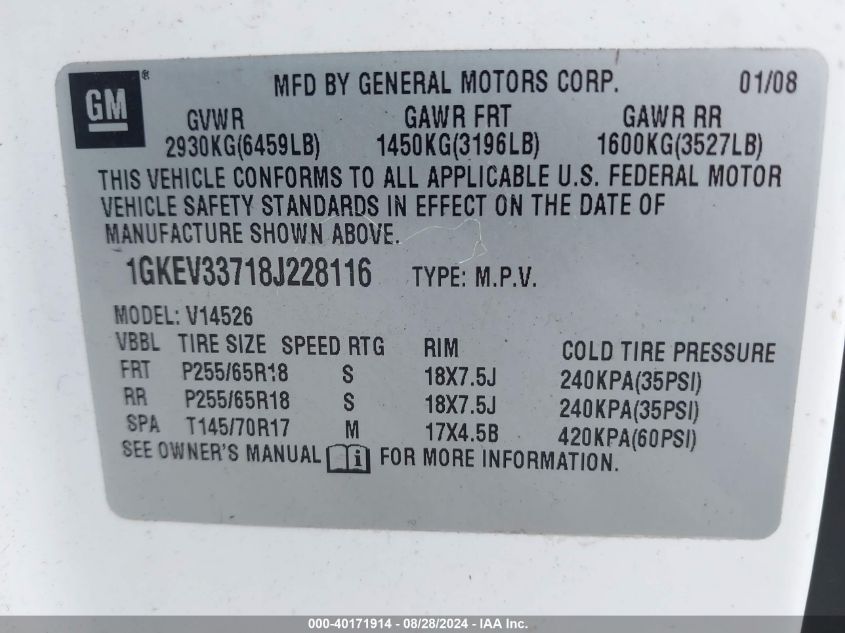 GM ® MFD BY GENERAL MOTORS CORP. 01/08
GVWR GAWR FRT GAWR RR
2930KG(6459LB) 1450KG(3196LB) 1600KG(3527LB)
THIS VEHICLE CONFORMS TO ALL APPLICABLE U.S. FEDERAL MOTOR
VEHICLE SAFETY STANDARDS IN EFFECT ON THE DATE OF
MANUFACTURE SHOWN ABOVE.
1GKEV33718J228116 TYPE: M.P.V.
MODEL: V14526
VBBL TIRE SIZE SPEED RTG RIM COLD TIRE PRESSURE
FRT P255/65R18 S 18X7.5J 240KPA(35PSI)
RR P255/65R18 S 18X7.5J 240KPA(35PSI)
SPA T145/70R17 M 17X4.5B 420KPA(60PSI)
SEE OWNER'S MANUAL i FOR MORE INFORMATION.
000-40171914 - 08/28/2024 - IAA Services, Inc.